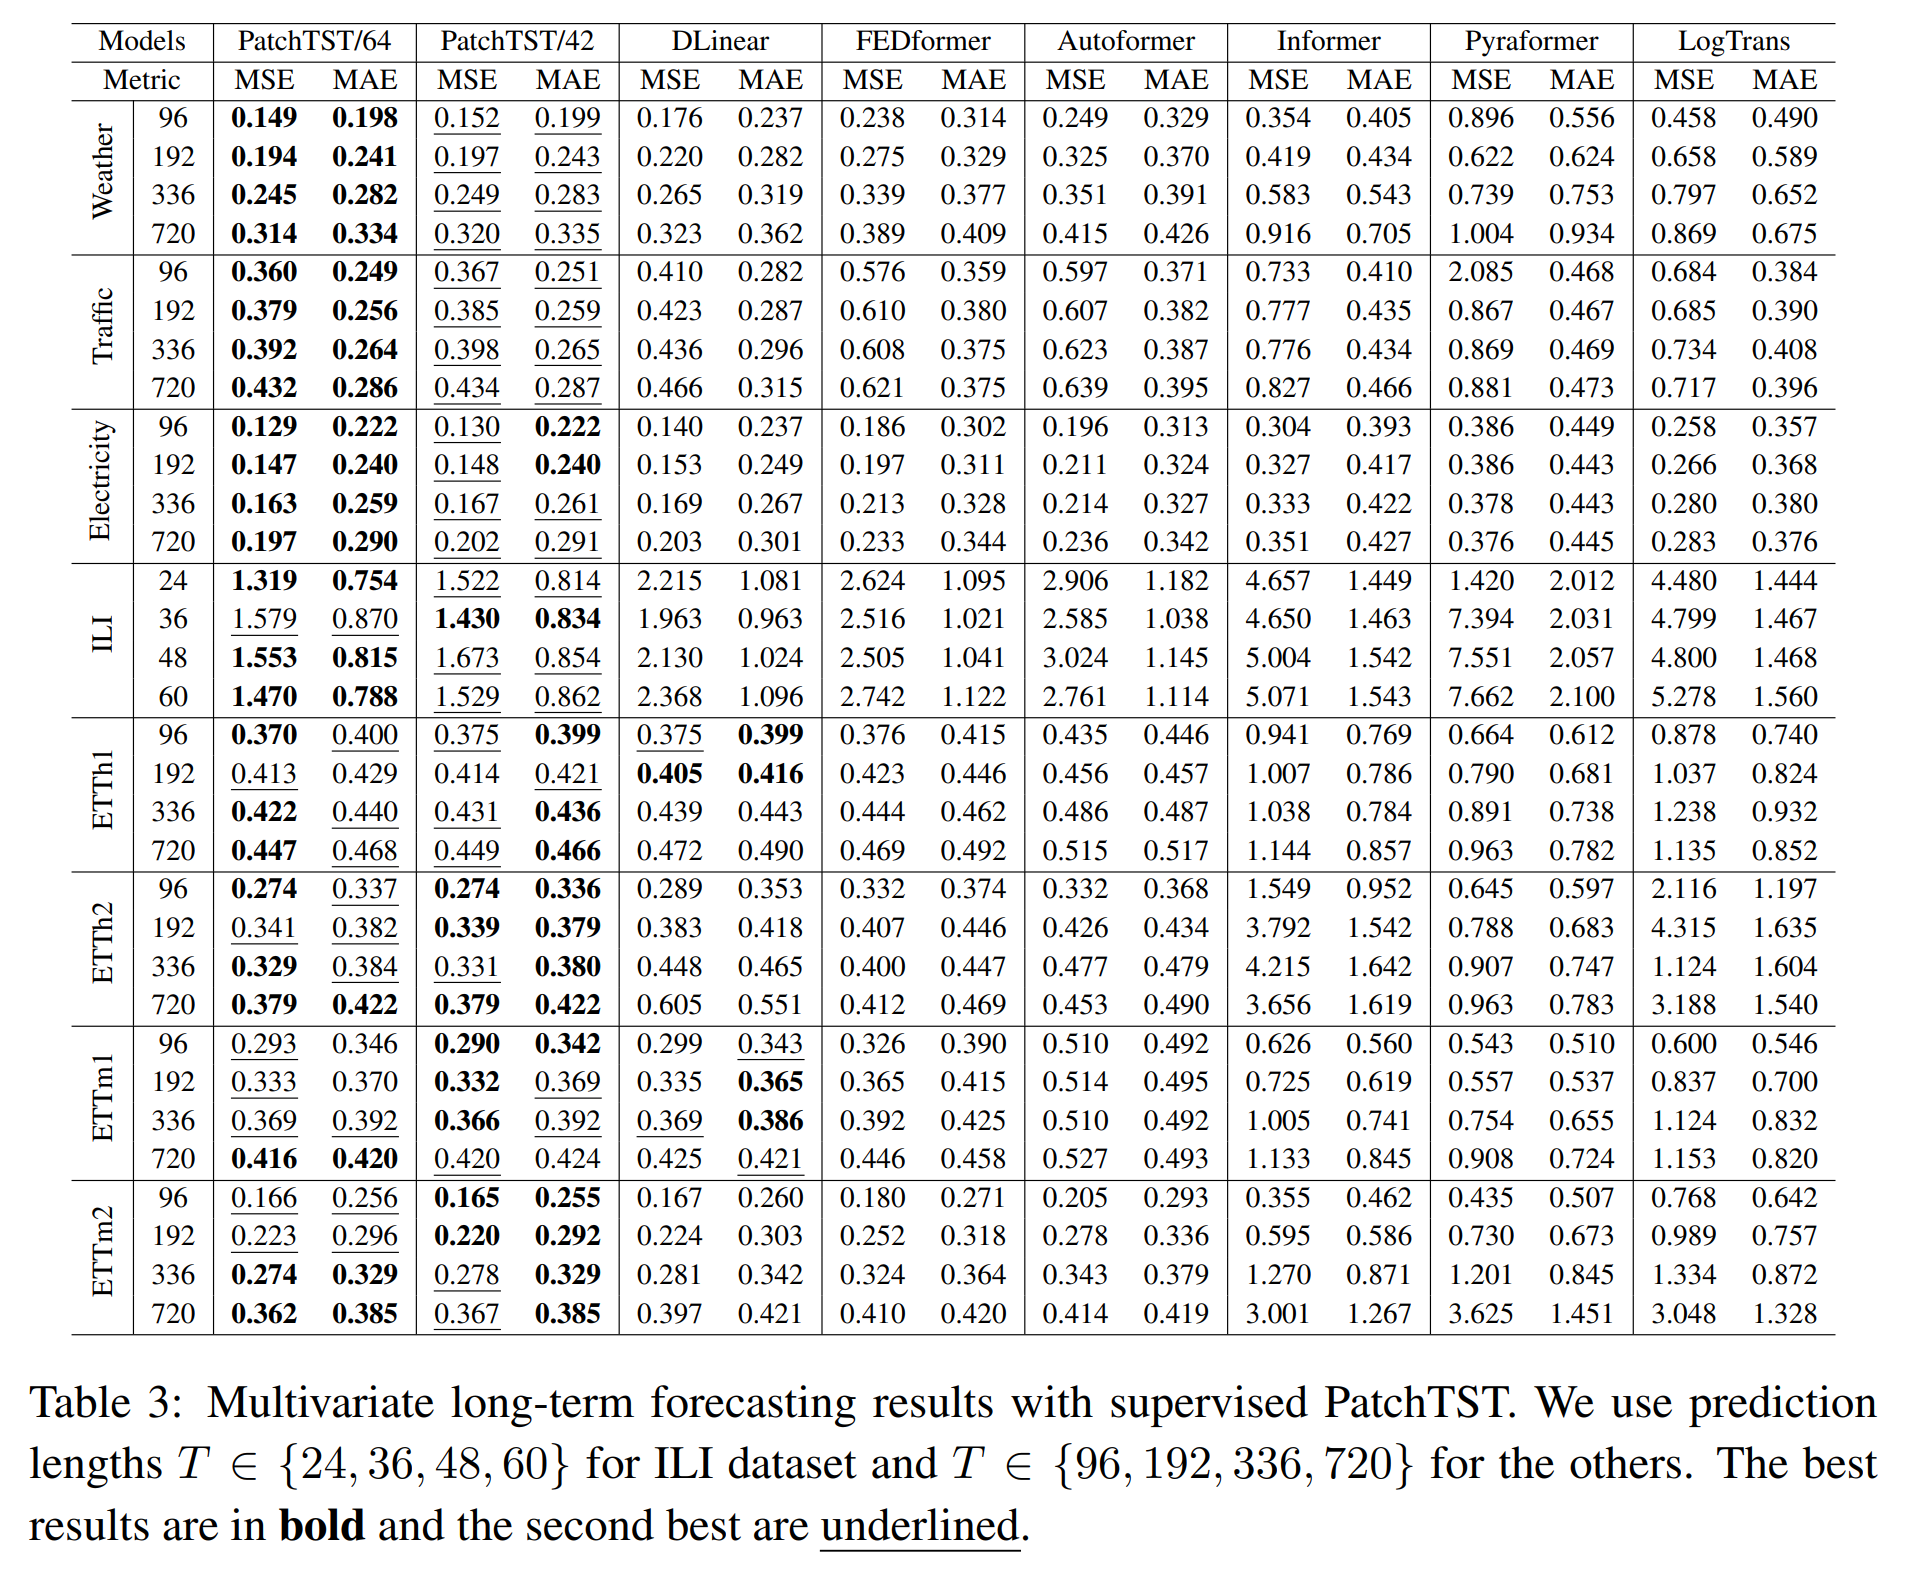 Models PatchTST/64 PatchTST/42 DLinear FEDformer Autoformer Informer Pyraformer LogTrans
Metric MSE MAE MSE MAE MSE MAE MSE MAE MSE MAE MSE MAE MSE MAE MSE MAE
Weather
96 0.149 0.198 0.152 0.199 0.176 0.237 0.238 0.314 0.249 0.329 0.354 0.405 0.896 0.556 0.458 0.490
192 0.194 0.241 0.197 0.243 0.220 0.282 0.275 0.329 0.325 0.370 0.419 0.434 0.622 0.624 0.658 0.589
336 0.245 0.282 0.249 0.283 0.265 0.319 0.339 0.377 0.351 0.391 0.583 0.543 0.739 0.753 0.797 0.652
720 0.314 0.334 0.320 0.335 0.323 0.362 0.389 0.409 0.415 0.426 0.916 0.705 1.004 0.934 0.869 0.675
Traffic
96 0.360 0.249 0.367 0.251 0.410 0.282 0.576 0.359 0.597 0.371 0.733 0.410 2.085 0.468 0.684 0.384
192 0.379 0.256 0.385 0.259 0.423 0.287 0.610 0.380 0.607 0.382 0.777 0.435 0.867 0.467 0.685 0.390
336 0.392 0.264 0.398 0.265 0.436 0.296 0.608 0.375 0.623 0.387 0.776 0.434 0.869 0.469 0.734 0.408
720 0.432 0.286 0.434 0.287 0.466 0.315 0.621 0.375 0.639 0.395 0.827 0.466 0.881 0.473 0.717 0.396
Electricity
96 0.129 0.222 0.130 0.222 0.140 0.237 0.186 0.302 0.196 0.313 0.304 0.393 0.386 0.449 0.258 0.357
192 0.147 0.240 0.148 0.240 0.153 0.249 0.197 0.311 0.211 0.324 0.327 0.417 0.386 0.443 0.266 0.368
336 0.163 0.259 0.167 0.261 0.169 0.267 0.213 0.328 0.214 0.327 0.333 0.422 0.378 0.443 0.280 0.380
720 0.197 0.290 0.202 0.291 0.203 0.301 0.233 0.344 0.236 0.342 0.351 0.427 0.376 0.445 0.283 0.376
ILI
24 1.319 0.754 1.522 0.814 2.215 1.081 2.624 1.095 2.906 1.182 4.657 1.449 1.420 2.012 4.480 1.444
36 1.579 0.870 1.430 0.834 1.963 0.963 2.516 1.021 2.585 1.038 4.650 1.463 7.394 2.031 4.799 1.467
48 1.553 0.815 1.673 0.854 2.130 1.024 2.505 1.041 3.024 1.145 5.004 1.542 7.551 2.057 4.800 1.468
60 1.470 0.788 1.529 0.862 2.368 1.096 2.742 1.122 2.761 1.114 5.071 1.543 7.662 2.100 5.278 1.560
ETTh1
96 0.370 0.400 0.375 0.399 0.375 0.399 0.376 0.415 0.435 0.446 0.941 0.769 0.664 0.612 0.878 0.740
192 0.413 0.429 0.414 0.421 0.405 0.416 0.423 0.446 0.456 0.457 1.007 0.786 0.790 0.681 1.037 0.824
336 0.422 0.440 0.431 0.436 0.439 0.443 0.444 0.462 0.486 0.487 1.038 0.784 0.891 0.738 1.238 0.932
720 0.447 0.468 0.449 0.466 0.472 0.490 0.469 0.492 0.515 0.517 1.144 0.857 0.963 0.782 1.135 0.852
ETTh2
96 0.274 0.337 0.274 0.336 0.289 0.353 0.332 0.374 0.332 0.368 1.549 0.952 0.645 0.597 2.116 1.197
192 0.341 0.382 0.339 0.379 0.383 0.418 0.407 0.446 0.426 0.434 3.792 1.542 0.788 0.683 4.315 1.635
336 0.329 0.384 0.331 0.380 0.448 0.465 0.400 0.447 0.477 0.479 4.215 1.642 0.907 0.747 1.124 1.604
720 0.379 0.422 0.379 0.422 0.605 0.551 0.412 0.469 0.453 0.490 3.656 1.619 0.963 0.783 3.188 1.540
ETTm1
96 0.293 0.346 0.290 0.342 0.299 0.343 0.326 0.390 0.510 0.492 0.626 0.560 0.543 0.510 0.600 0.546
192 0.333 0.370 0.332 0.369 0.335 0.365 0.365 0.415 0.514 0.495 0.725 0.619 0.557 0.537 0.837 0.700
336 0.369 0.392 0.366 0.392 0.369 0.386 0.392 0.425 0.510 0.492 1.005 0.741 0.754 0.655 1.124 0.832
720 0.416 0.420 0.420 0.424 0.425 0.421 0.446 0.458 0.527 0.493 1.133 0.845 0.908 0.724 1.153 0.820
ETTm2
96 0.166 0.256 0.165 0.255 0.167 0.260 0.180 0.271 0.205 0.293 0.355 0.462 0.435 0.507 0.768 0.642
192 0.223 0.296 0.220 0.292 0.224 0.303 0.252 0.318 0.278 0.336 0.595 0.586 0.730 0.673 0.989 0.757
336 0.274 0.329 0.278 0.329 0.281 0.342 0.324 0.364 0.343 0.379 1.270 0.871 1.201 0.845 1.334 0.872
720 0.362 0.385 0.367 0.385 0.397 0.421 0.410 0.420 0.414 0.419 3.001 1.267 3.625 1.451 3.048 1.328
Table 3: Multivariate long-term forecasting results with supervised PatchTST. We use prediction
lengths T ∈ {24, 36, 48, 60} for ILI dataset and T ∈ {96, 192, 336, 720} for the others. The best
results are in bold and the second best are underlined.